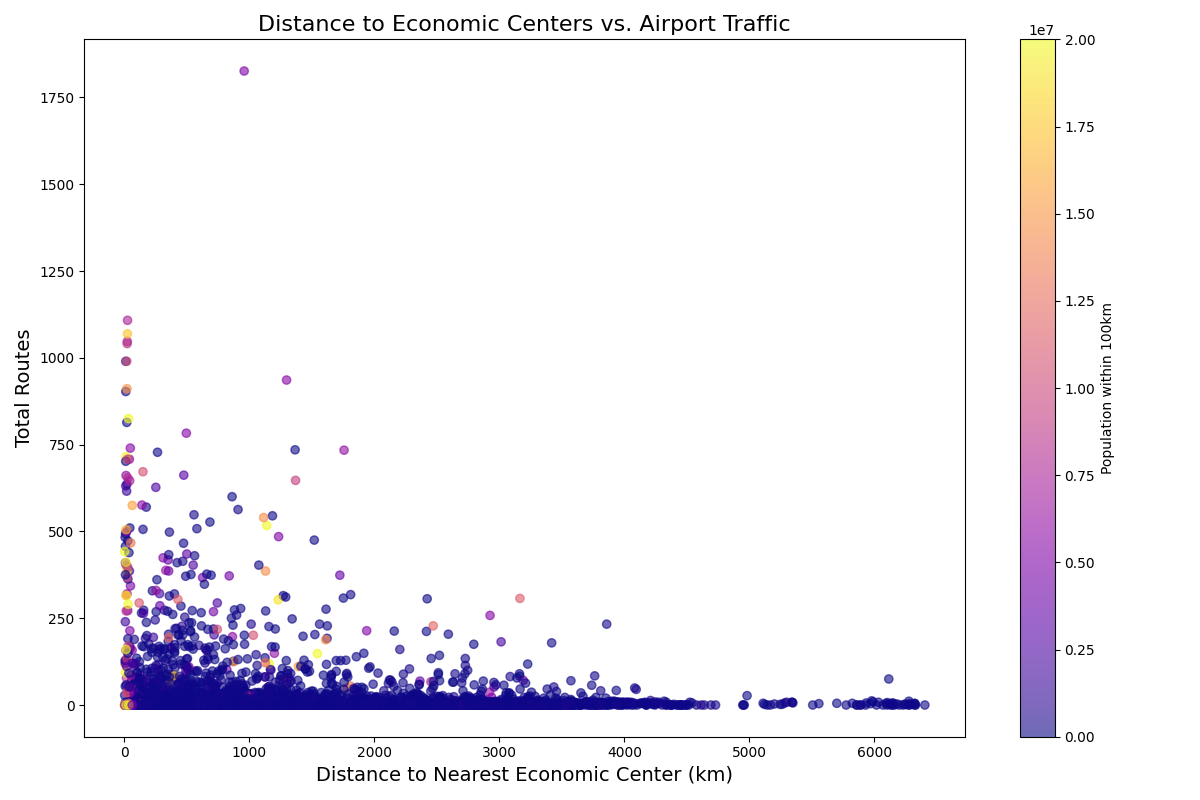 Distance to Economic Centers vs. Airport Traffic
1e7
2.00
1.75
1.50
1.25
1.00
0.75
0.50
0.25
0.00
Population within 100km
1750
1500
1250
1000
750
500
250
0
Total Routes
0 1000 2000 3000 4000 5000 6000
Distance to Nearest Economic Center (km)